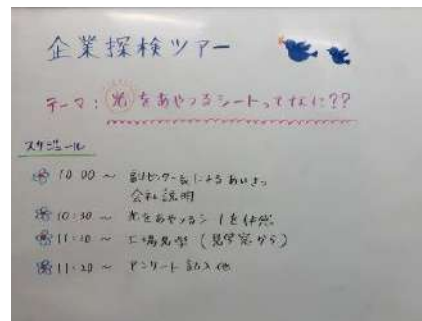 企業探検ツアー
テーマ：光をあやつるシートってなに??
スケジュール
10:00～ 副センター長によるあいさつ
会社説明
10:30～ 光をあやつるシートを体感
11:10～ 工場見学（見学窓から）
11:20～ アンケート記入他